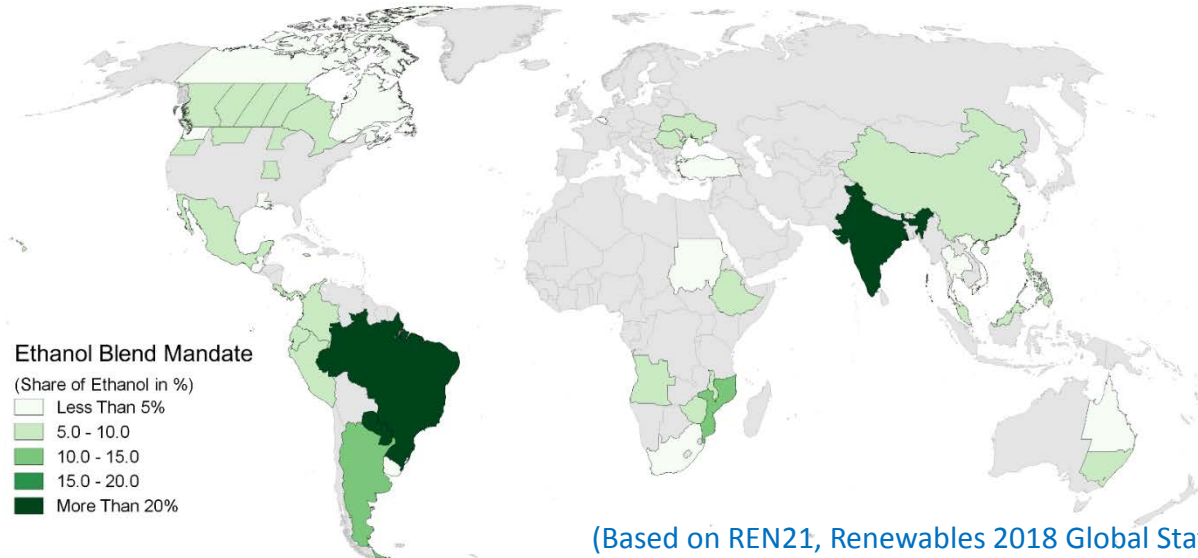 Ethanol Blend Mandate
(Share of Ethanol in %)
Less Than 5%
5.0 - 10.0
10.0 - 15.0
15.0 - 20.0
More Than 20%
(Based on REN21, Renewables 2018 Global Sta